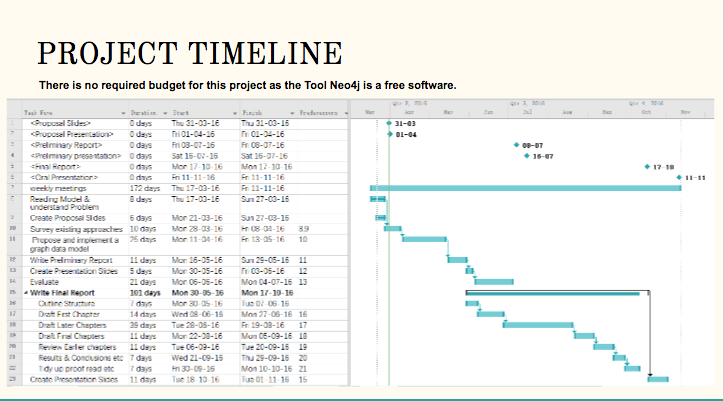 PROJECT TIMELINE
There is no required budget for this project as the Tool Neo4j is a free software.
Qtr 2, 2016 Qtr 3, 2016 Qtr 4, 2016
Task Name Duration Start Finish Predecessors Mar Apr May Jun Jul Aug Sep Oct Nov
1 <Proposal Slides> 0 days Thu 31-03-16 Thu 31-03-16 31-03
2 <Proposal Presentation> 0 days Fri 01-04-16 Fri 01-04-16 01-04
3 <Preliminary Report> 0 days Fri 08-07-16 Fri 08-07-16 08-07
4 <Preliminary presentation> 0 days Sat 16-07-16 Sat 16-07-16 16-07
5 <Final Report> 0 days Mon 17-10-16 Mon 17-10-16 17-10
6 <Oral Presentation> 0 days Fri 11-11-16 Fri 11-11-16 11-11
7 weekly meetings 172 days Thu 17-03-16 Fri 11-11-16
8 Reading Model & 8 days Thu 17-03-16 Sun 27-03-16
understand Problem
9 Create Proposal Slides 6 days Mon 21-03-16 Sun 27-03-16
10 Survey existing approaches 10 days Mon 28-03-16 Fri 08-04-16 8,9
11 Propose and implement a 25 days Mon 11-04-16 Fri 13-05-16 10
graph data model
12 Write Preliminary Report 11 days Mon 16-05-16 Sun 29-05-16 11
13 Create Presentation Slides 5 days Mon 30-05-16 Fri 03-06-16 12
14 Evaluate 21 days Mon 06-06-16 Mon 04-07-16 13
15 Write Final Report 101 days Mon 30-05-16 Mon 17-10-16
16 Outline Structure 7 days Mon 30-05-16 Tue 07-06-16
17 Draft First Chapter 14 days Wed 08-06-16 Mon 27-06-16 16
18 Draft Later Chapters 39 days Tue 28-06-16 Fri 19-08-16 17
19 Draft Final Chapters 11 days Mon 22-08-16 Mon 05-09-16 18
20 Review Earlier chapters 11 days Tue 06-09-16 Tue 20-09-16 19
21 Results & Conclusions etc 7 days Wed 21-09-16 Thu 29-09-16 20
22 Tidy up proof read etc 7 days Fri 30-09-16 Mon 10-10-16 21
23 Create Presentation Slides 11 days Tue 18-10-16 Tue 01-11-16 15